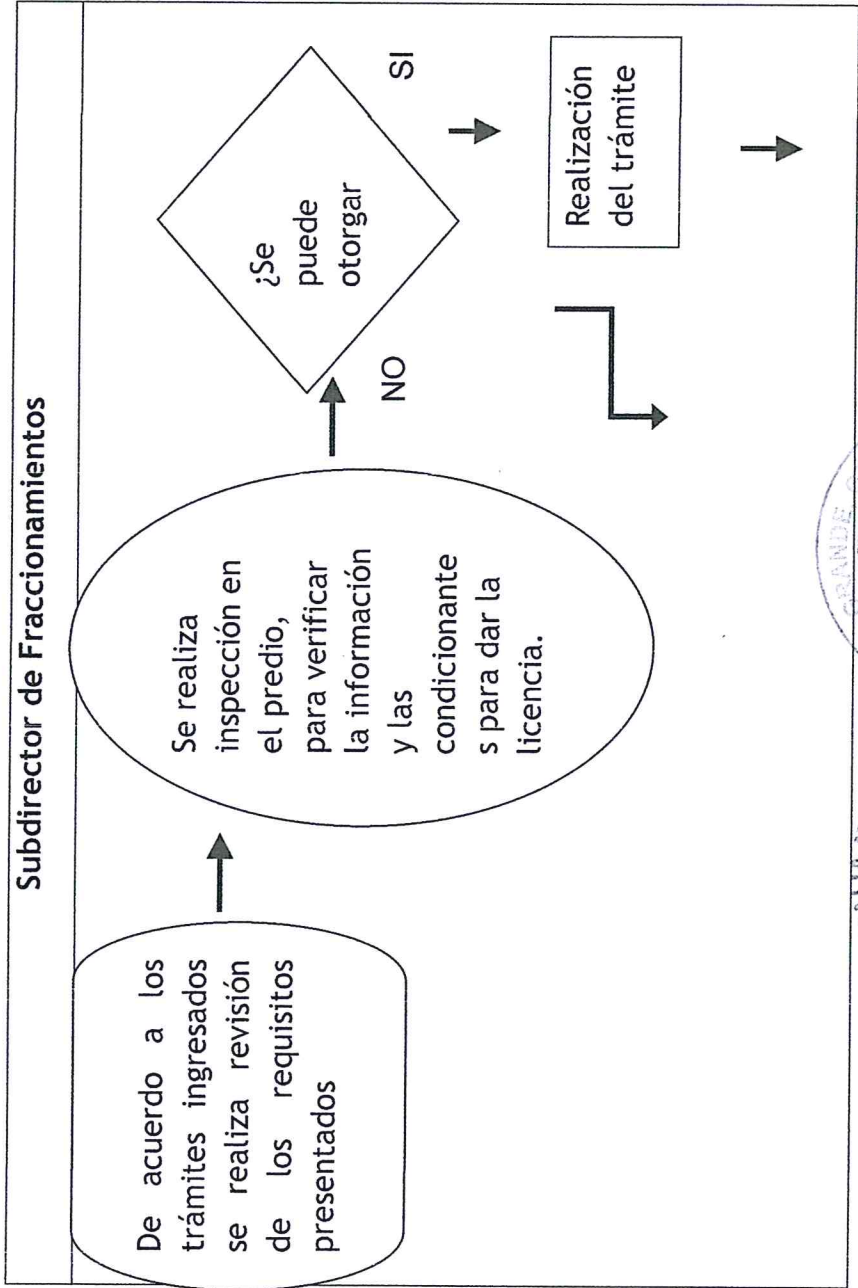 Subdirector de Fraccionamientos
De acuerdo a los
trámites ingresados
se realiza revisión
de los requisitos
presentados
Se realiza
inspección en
el predio,
para verificar
la información
y las
condicionante
s para dar la
licencia.
¿Se
puede
otorgar
NO
SI
Realización
del trámite
GRANDE